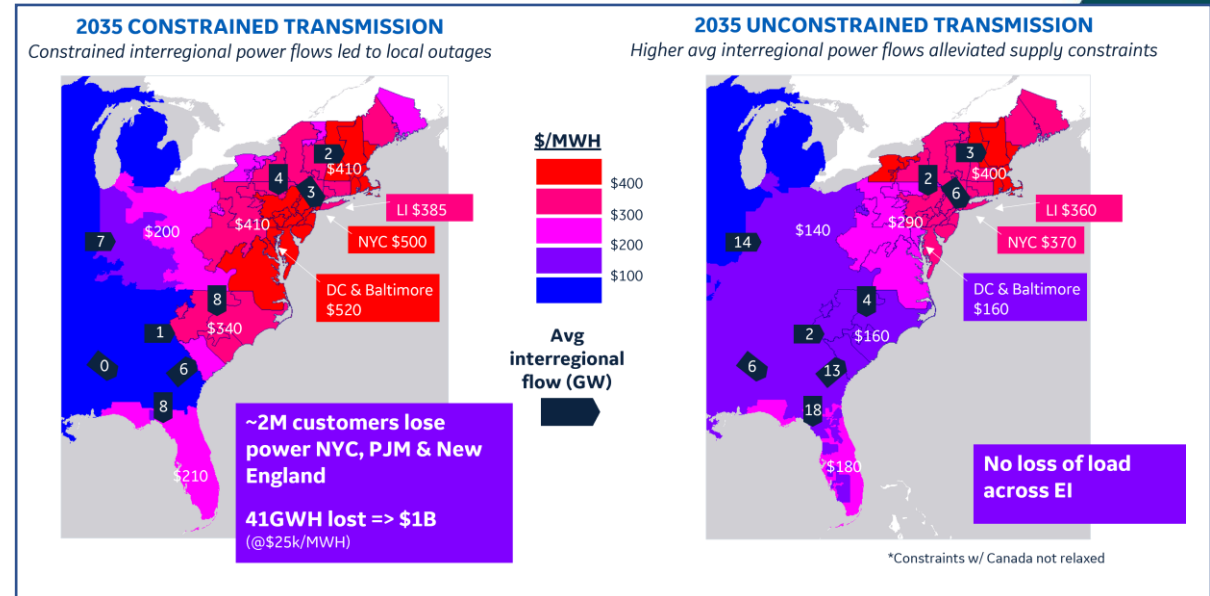 2035 CONSTRAINED TRANSMISSION
Constrained interregional power flows led to local outages
2
$410
4
3
$200
$410
LI $385
7
NYC $500
DC & Baltimore
$520
8
$340
1
0
6
8
$210
~2M customers lose
power NYC, PJM & New
England
41GWH lost => $1B
(@$25k/MWH)
$/MWH
$400
$300
$200
$100
Avg
interregional
flow (GW)
2035 UNCONSTRAINED TRANSMISSION
Higher avg interregional power flows alleviated supply constraints
3
$400
2
6
$140
$290
LI $360
14
NYC $370
DC & Baltimore
$160
4
2
$160
6
13
18
$180
No loss of load
across EI
*Constraints w/ Canada not relaxed